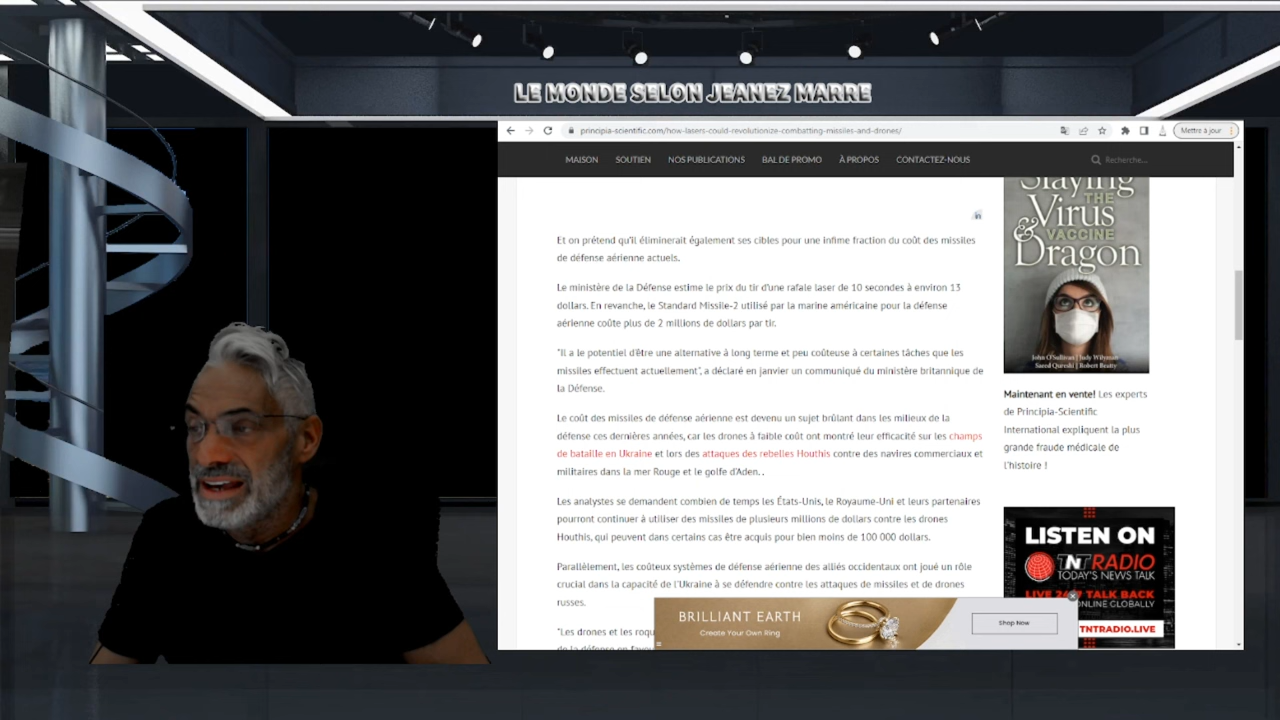 LE MONDE SELON JEANEZ MARRE
principia-scientific.com/how-lasers-could-revolutionize-combatting-missiles-and-drones/
Mettre à jour
MAISON SOUTIEN NOS PUBLICATIONS BAL DE PROMO À PROPOS CONTACTEZ-NOUS
Recherche...
Et on prétend qu'il éliminerait également ses cibles pour une infime fraction du coût des missiles
de défense aérienne actuels.
Le ministère de la Défense estime le prix du tir d'une rafale laser de 10 secondes à environ 13
dollars. En revanche, le Standard Missile-2 utilisé par la marine américaine pour la défense
aérienne coûte plus de 2 millions de dollars par tir.
"Il a le potentiel d'être une alternative à long terme et peu coûteuse à certaines tâches que les
missiles effectuent actuellement", a déclaré en janvier un communiqué du ministère britannique de
la Défense.
Le coût des missiles de défense aérienne est devenu un sujet brûlant dans les milieux de la
défense ces dernières années, car les drones à faible coût ont montré leur efficacité sur les champs
de bataille en Ukraine et lors des attaques des rebelles Houthis contre des navires commerciaux et
militaires dans la mer Rouge et le golfe d'Aden. .
Les analystes se demandent combien de temps les États-Unis, le Royaume-Uni et leurs partenaires
pourront continuer à utiliser des missiles de plusieurs millions de dollars contre les drones
Houthis, qui peuvent dans certains cas être acquis pour bien moins de 100 000 dollars.
Parallèlement, les coûteux systèmes de défense aérienne des alliés occidentaux ont joué un rôle
crucial dans la capacité de l'Ukraine à se défendre contre les attaques de missiles et de drones
russes.
"Les drones et les roqu
Slaying
THE
Virus
&
VACCINE
Dragon
John O'Sullivan | Judy Wilyman
Saeed Qureshi | Robert Beatty
Maintenant en vente! Les experts
de Principia-Scientific
International expliquent la plus
grande fraude médicale de
l'histoire !
LISTEN ON
TNTRADIO
TODAY'S NEWS TALK
LIVE 24/7 TALK BACK
ONLINE GLOBALLY
TNTRADIO.LIVE
BRILLIANT EARTH
Create Your Own Ring
Shop Now